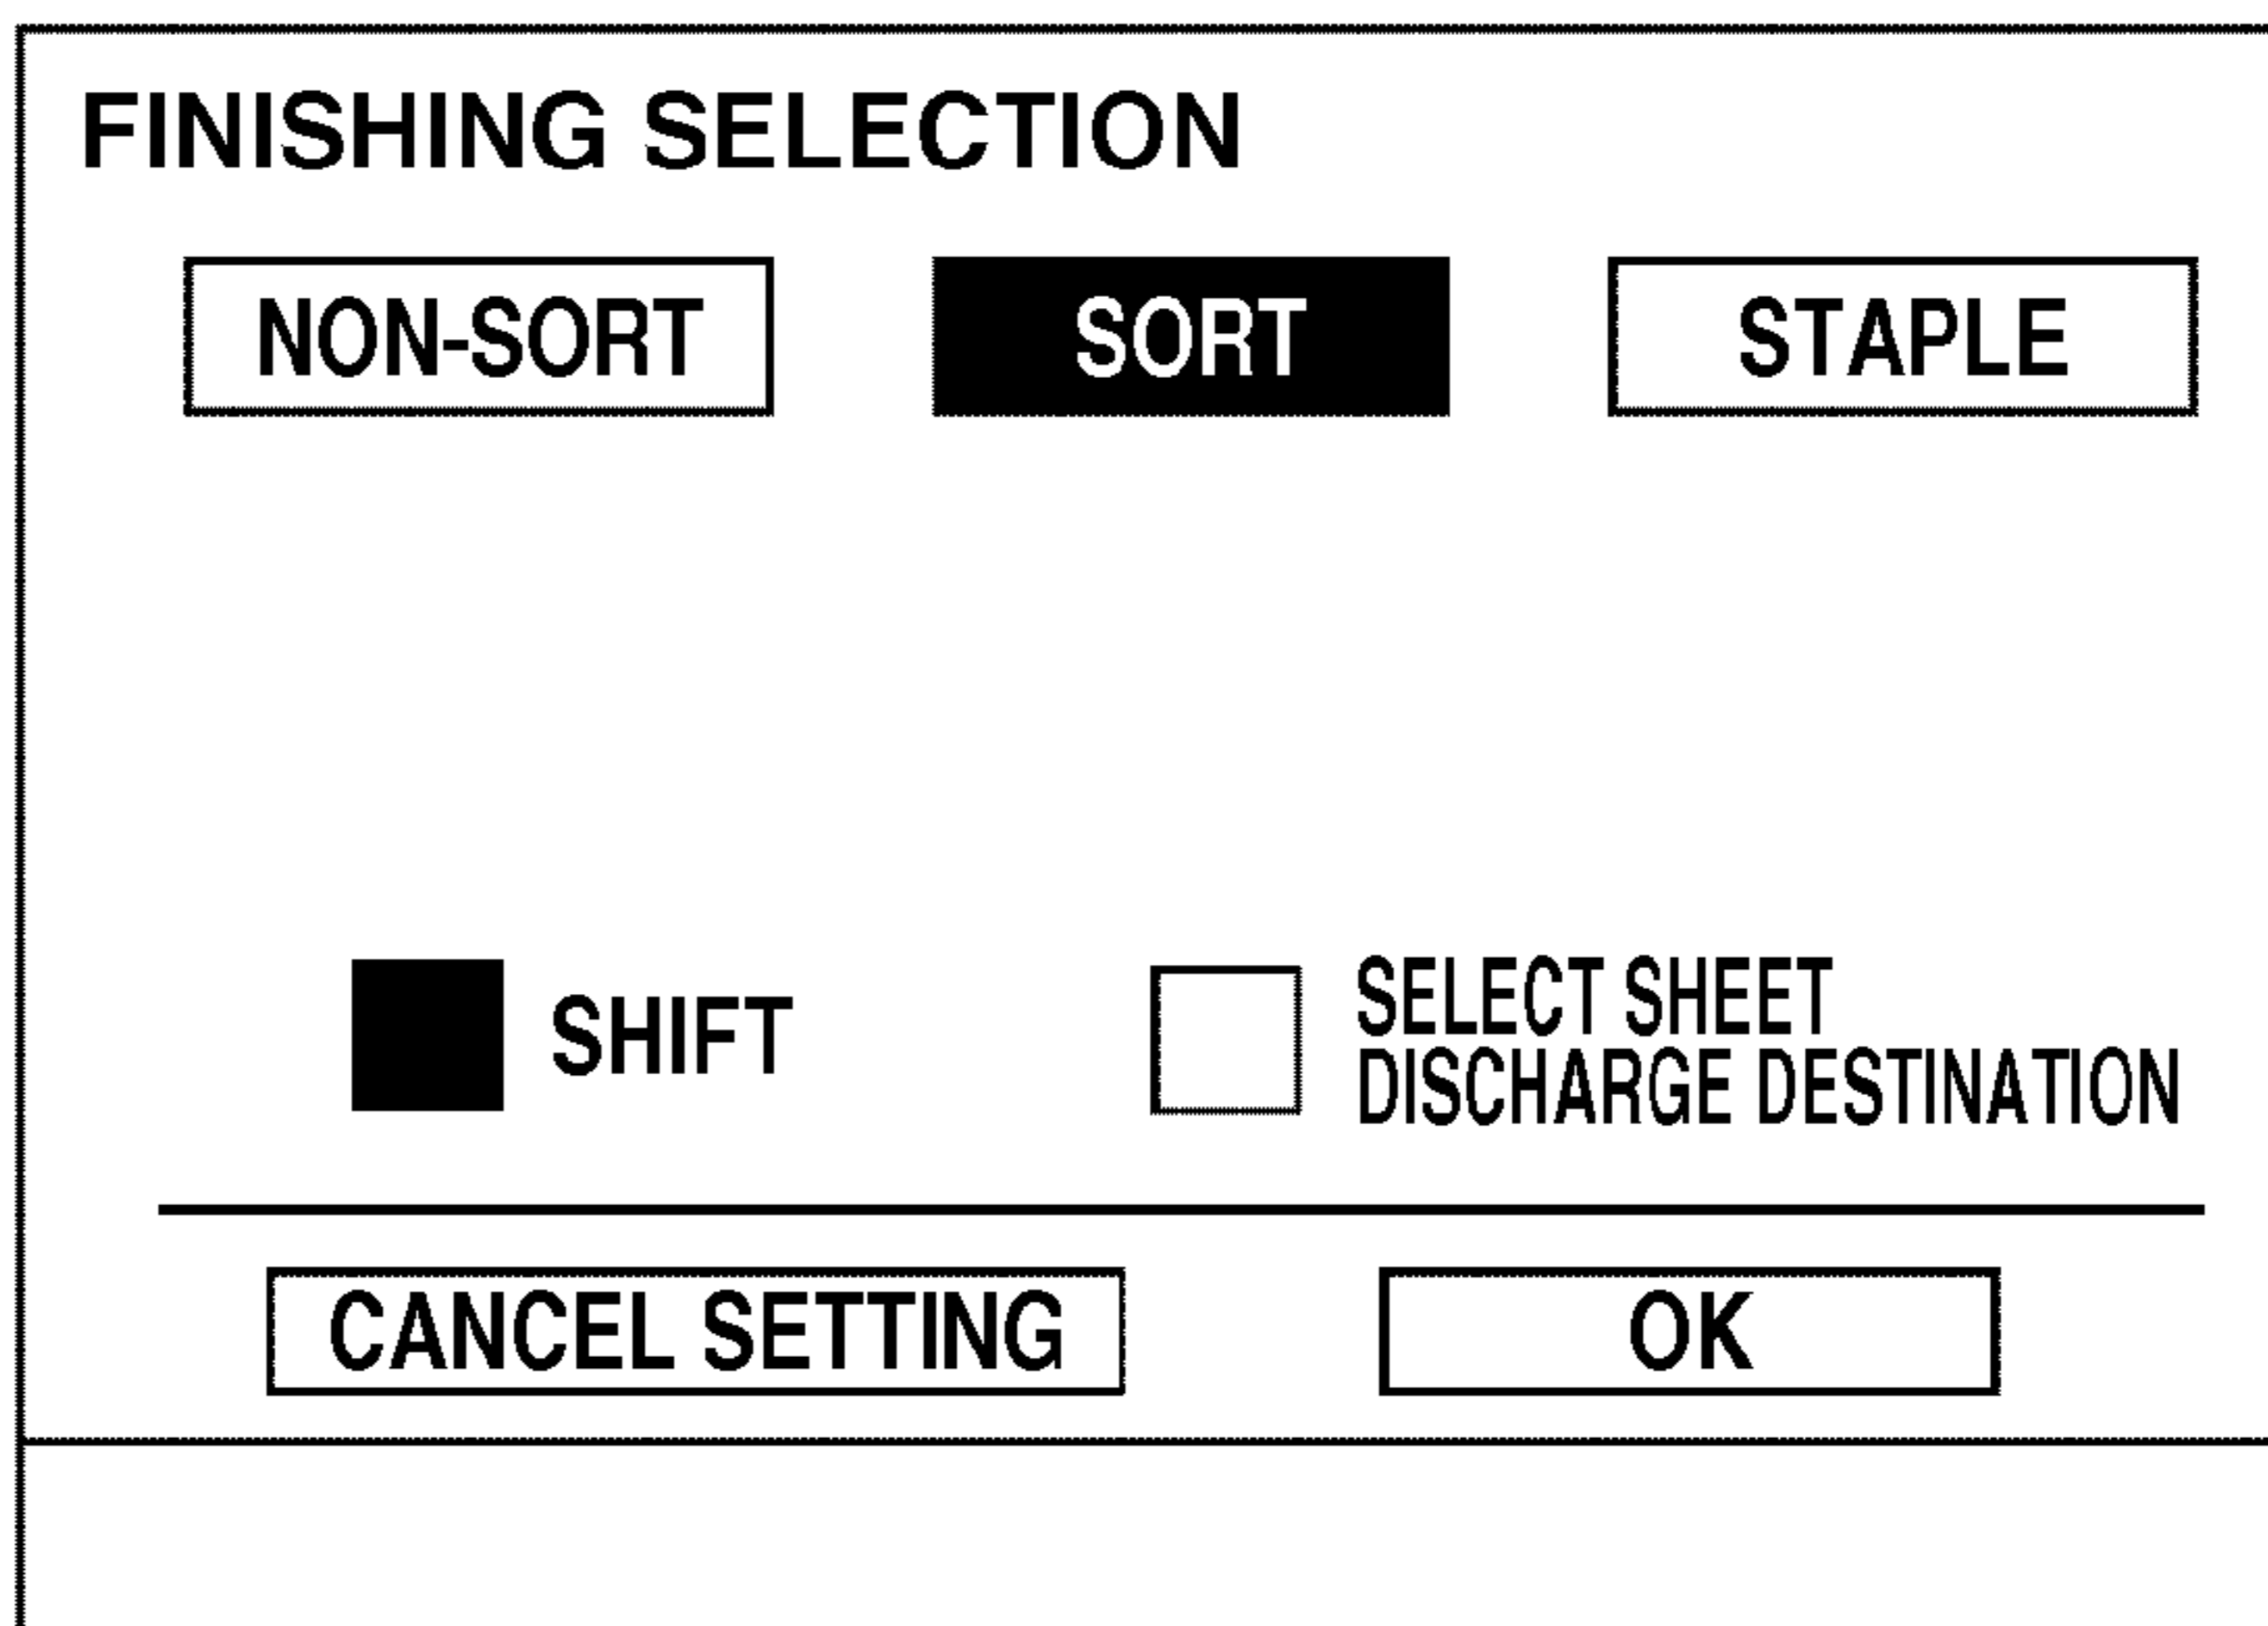 FINISHING SELECTION
NON-SORT
SORT
STAPLE
SHIFT
SELECT SHEET
DISCHARGE DESTINATION
CANCEL SETTING
OK